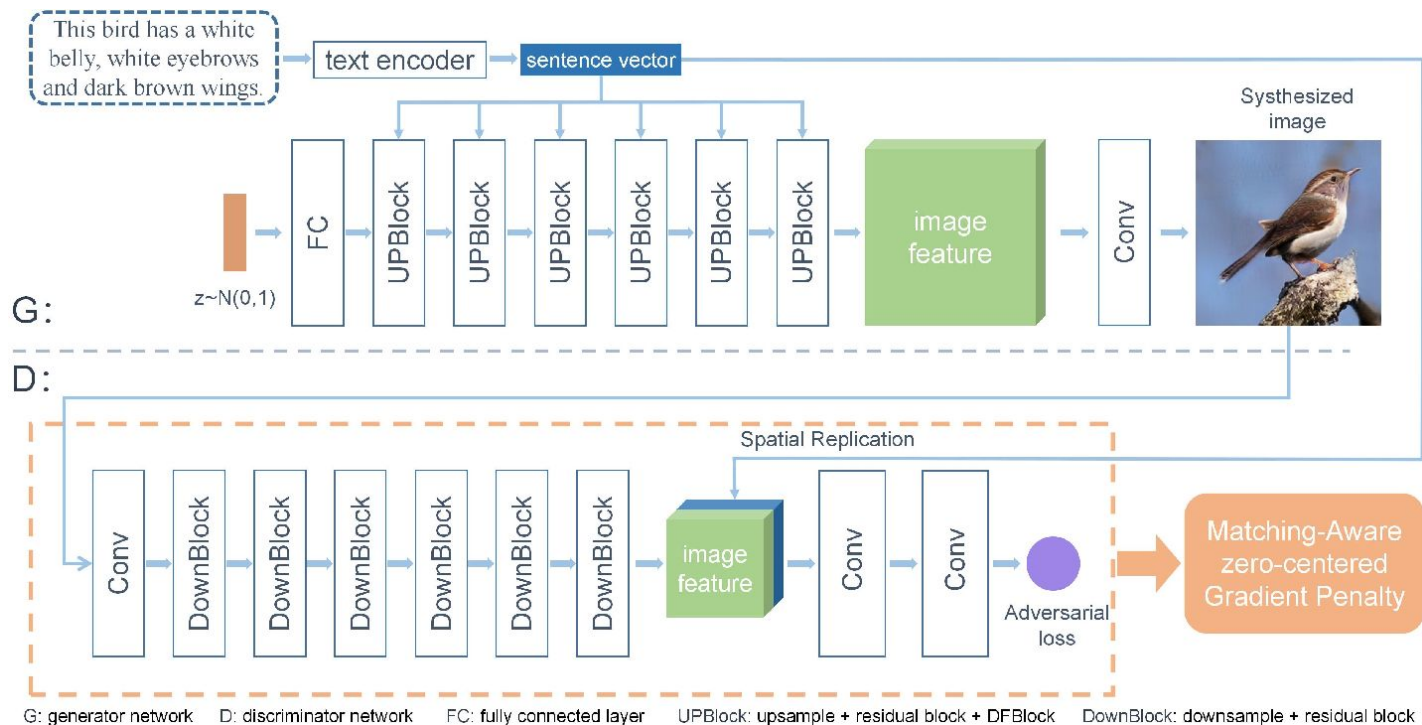 This bird has a white
belly, white eyebrows
and dark brown wings.
text encoder
sentence vector
Systhesized
image
FC
UPBlock
UPBlock
UPBlock
UPBlock
UPBlock
UPBlock
image
feature
Conv
z~N(0,1)
G:
D:
Spatial Replication
Conv
DownBlock
DownBlock
DownBlock
DownBlock
DownBlock
DownBlock
image
feature
Conv
Conv
Adversarial
loss
Matching-Aware
zero-centered
Gradient Penalty
G: generator network D: discriminator network FC: fully connected layer UPBlock: upsample + residual block + DFBlock DownBlock: downsample + residual block